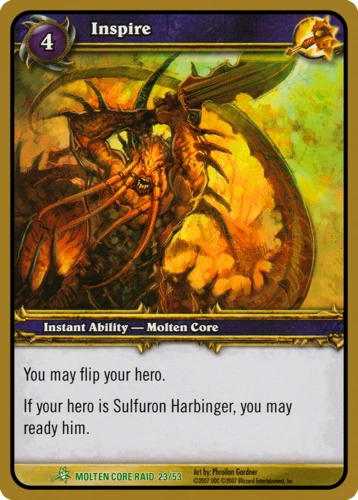 4
Inspire
Instant Ability — Molten Core
You may flip your hero.
If your hero is Sulfuron Harbinger, you may
ready him.
MOLTEN CORE RAID 23/53
Art by: Phroilan Gardner
©2007 UDC ©2007 Blizzard Entertainment, Inc.